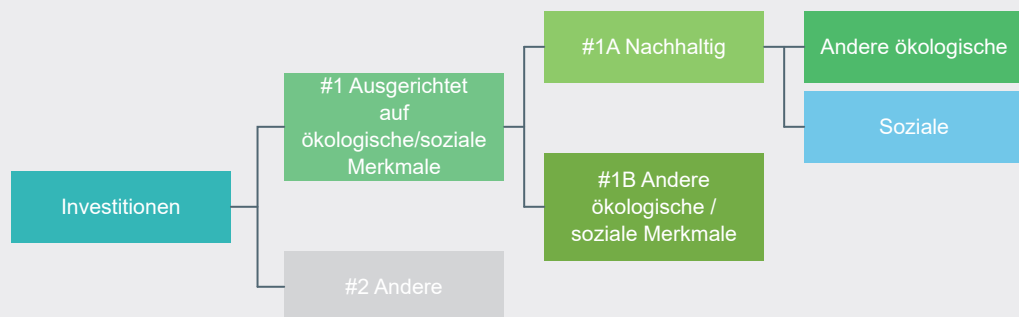 Investitionen
#1 Ausgerichtet
auf
ökologische/soziale
Merkmale
#2 Andere
#1A Nachhaltig
#1B Andere
ökologische /
soziale Merkmale
Andere ökologische
Soziale